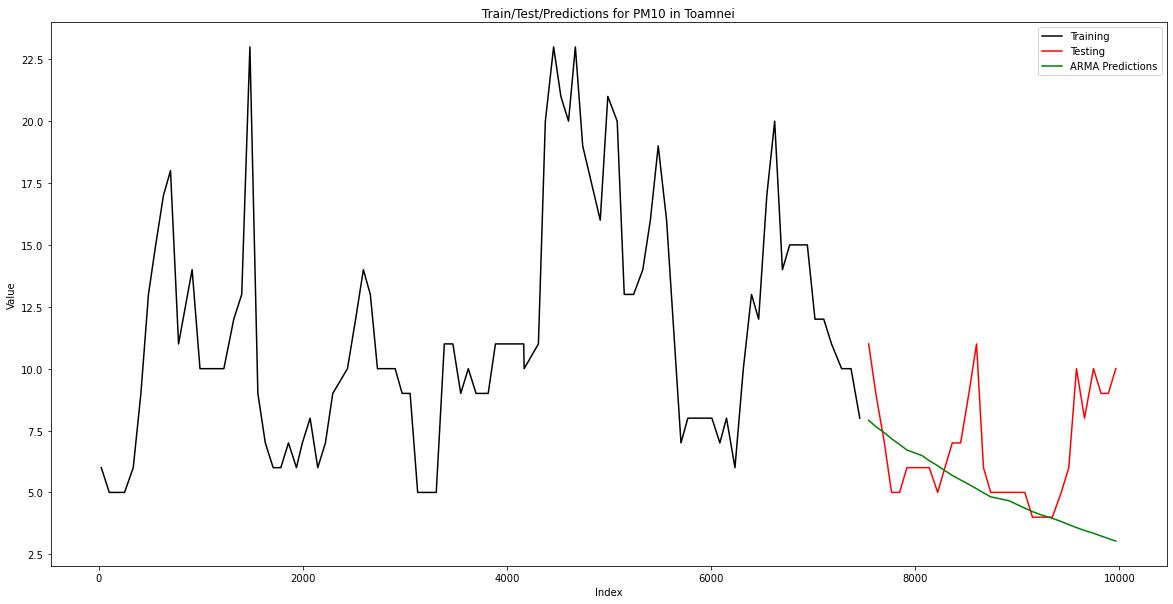 Train/Test/Predictions for PM10 in Toamnei
Training
Testing
ARMA Predictions
22.5
20.0
17.5
15.0
12.5
10.0
7.5
5.0
2.5
Value
0
2000
4000
6000
8000
10000
Index